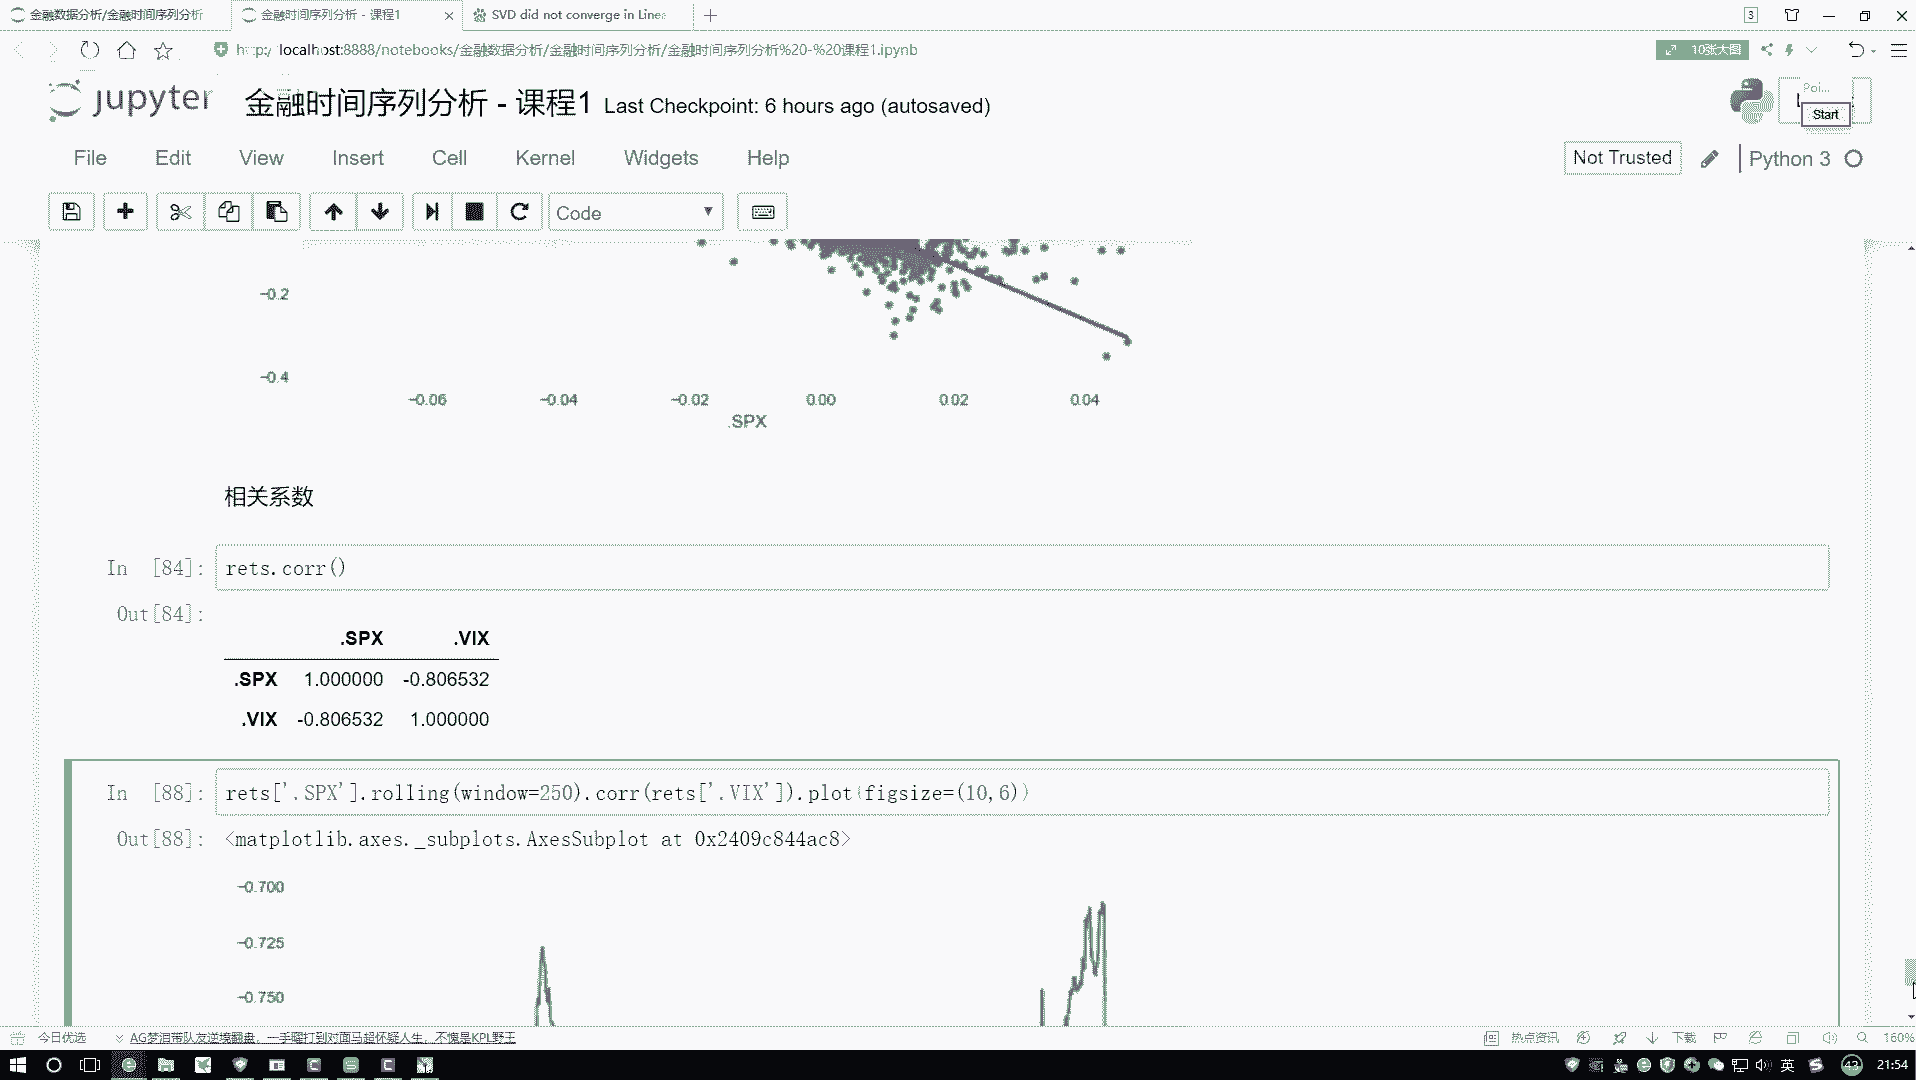 金融数据分析/金融时间序列分析
金融时间序列分析 - 课程1
SVD did not converge in Line
3
localhost:8888/notebooks/金融数据分析/金融时间序列分析/金融时间序列分析%20-%20课程1.ipynb
10张大图
jupyter
金融时间序列分析 - 课程1 Last Checkpoint: 6 hours ago (autosaved)
Poi...
Start
File Edit View Insert Cell Kernel Widgets Help
Not Trusted
Python 3
Code
−0.2
−0.4
−0.06 −0.04 −0.02 0.00 0.02 0.04
.SPX
相关系数
In [84]: rets.corr()
Out[84]:
.SPX .VIX
.SPX 1.000000 -0.806532
.VIX -0.806532 1.000000
In [88]: rets['.SPX'].rolling(window=250).corr(rets['.VIX']).plot(figsize=(10,6))
Out[88]: <matplotlib.axes._subplots.AxesSubplot at 0x2409c844ac8>
−0.700
−0.725
−0.750
今日优选
AG梦泪带队友逆境翻盘，一手曜打到对面马超怀疑人生，不愧是KPL野王
热点资讯
下载
160%
英
43
21:54